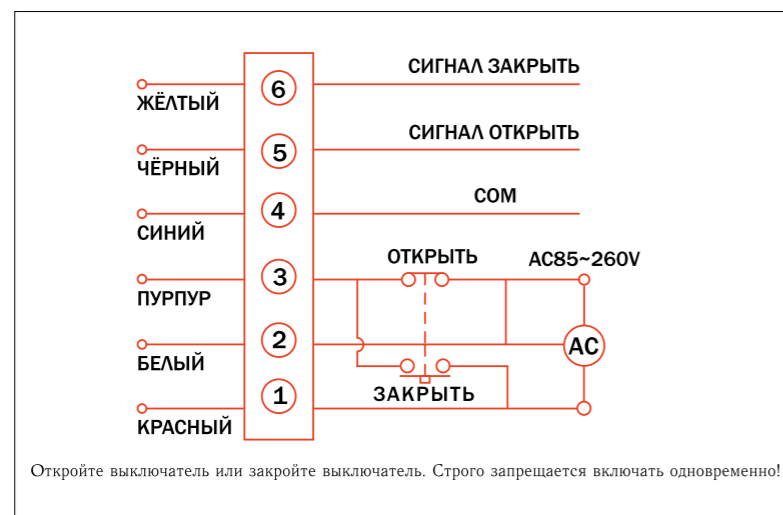 СИГНАЛ ЗАКРЫТЬ
6
ЖЁЛТЫЙ
СИГНАЛ ОТКРЫТЬ
5
ЧЁРНЫЙ
COM
4
СИНИЙ
ОТКРЫТЬ AC85~260V
3
ПУРПУР
2 AC
БЕЛЫЙ
1 ЗАКРЫТЬ
КРАСНЫЙ
Откройте выключатель или закройте выключатель. Строго запрещается включать одновременно!